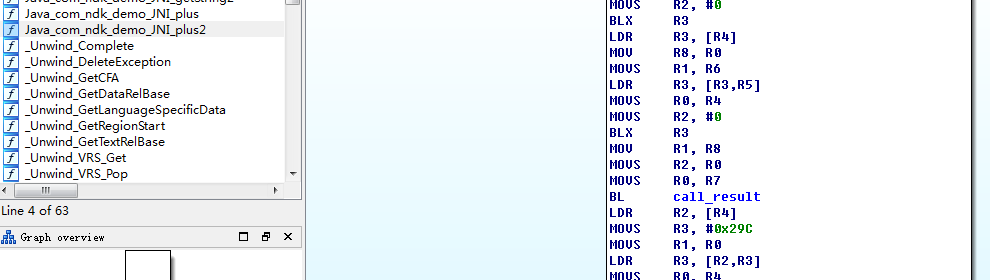 Java_com_ndk_demo_JNI_getstring2
Java_com_ndk_demo_JNI_plus
Java_com_ndk_demo_JNI_plus2
_Unwind_Complete
_Unwind_DeleteException
_Unwind_GetCFA
_Unwind_GetDataRelBase
_Unwind_GetLanguageSpecificData
_Unwind_GetRegionStart
_Unwind_GetTextRelBase
_Unwind_VRS_Get
_Unwind_VRS_Pop
Line 4 of 63
Graph overview
MOVS R2, #0
BLX R3
LDR R3, [R4]
MOV R8, R0
MOVS R1, R6
LDR R3, [R3,R5]
MOVS R0, R4
MOVS R2, #0
BLX R3
MOV R1, R8
MOVS R2, R0
MOVS R0, R7
BL call_result
LDR R2, [R4]
MOVS R3, #0x29C
MOVS R1, R0
LDR R3, [R2,R3]
MOVS R0, R4